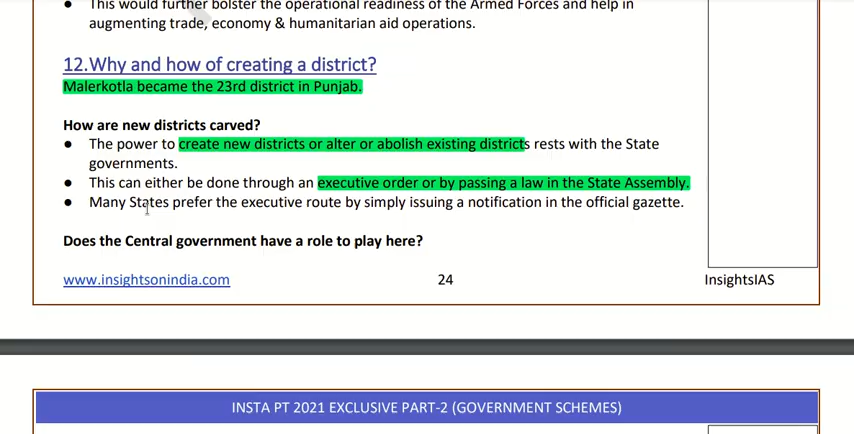 ● This would further bolster the operational readiness of the Armed Forces and help in
augmenting trade, economy & humanitarian aid operations.
12.Why and how of creating a district?
Malerkotla became the 23rd district in Punjab.
How are new districts carved?
● The power to create new districts or alter or abolish existing districts rests with the State
governments.
● This can either be done through an executive order or by passing a law in the State Assembly.
● Many States prefer the executive route by simply issuing a notification in the official gazette.
Does the Central government have a role to play here?
www.insightsonindia.com 24 InsightsIAS
INSTA PT 2021 EXCLUSIVE PART-2 (GOVERNMENT SCHEMES)